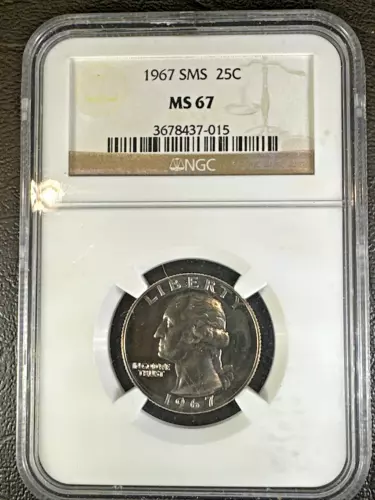 1967 SMS 25C
MS 67
3678437-015
NGC
LIBERTY
IN GOD WE
TRUST
1967